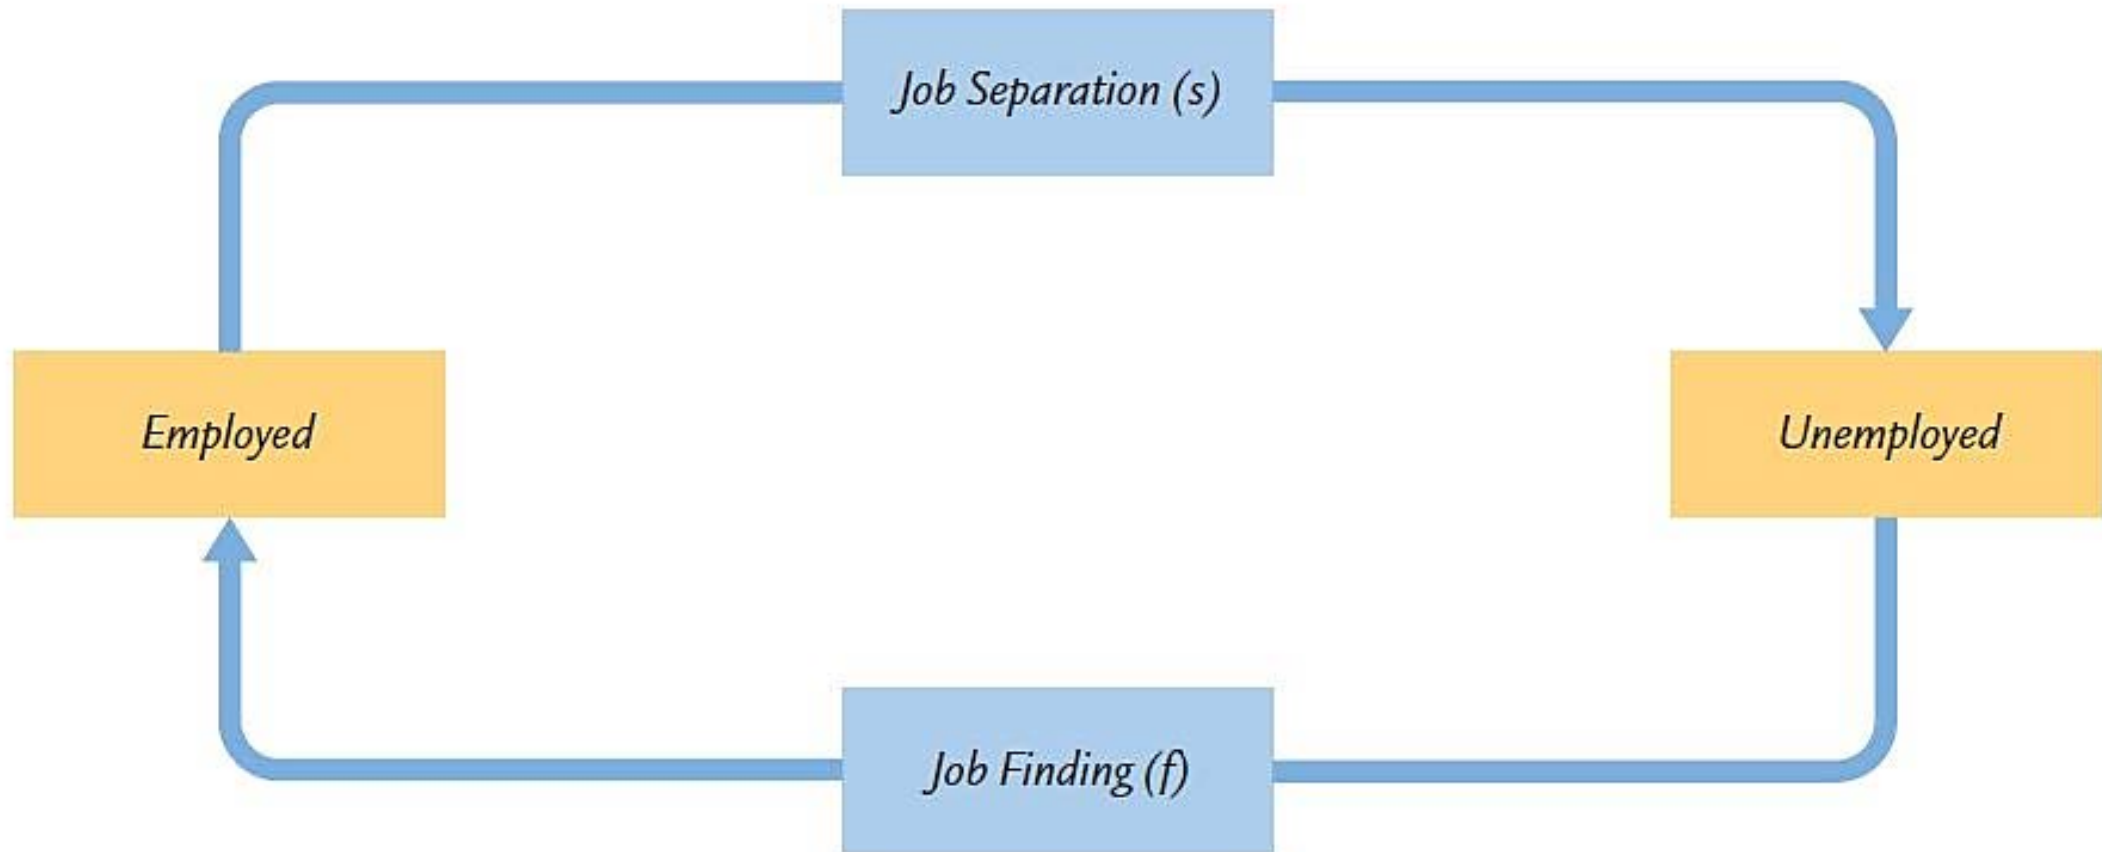 Job Separation (s)
Employed
Unemployed
Job Finding (f)